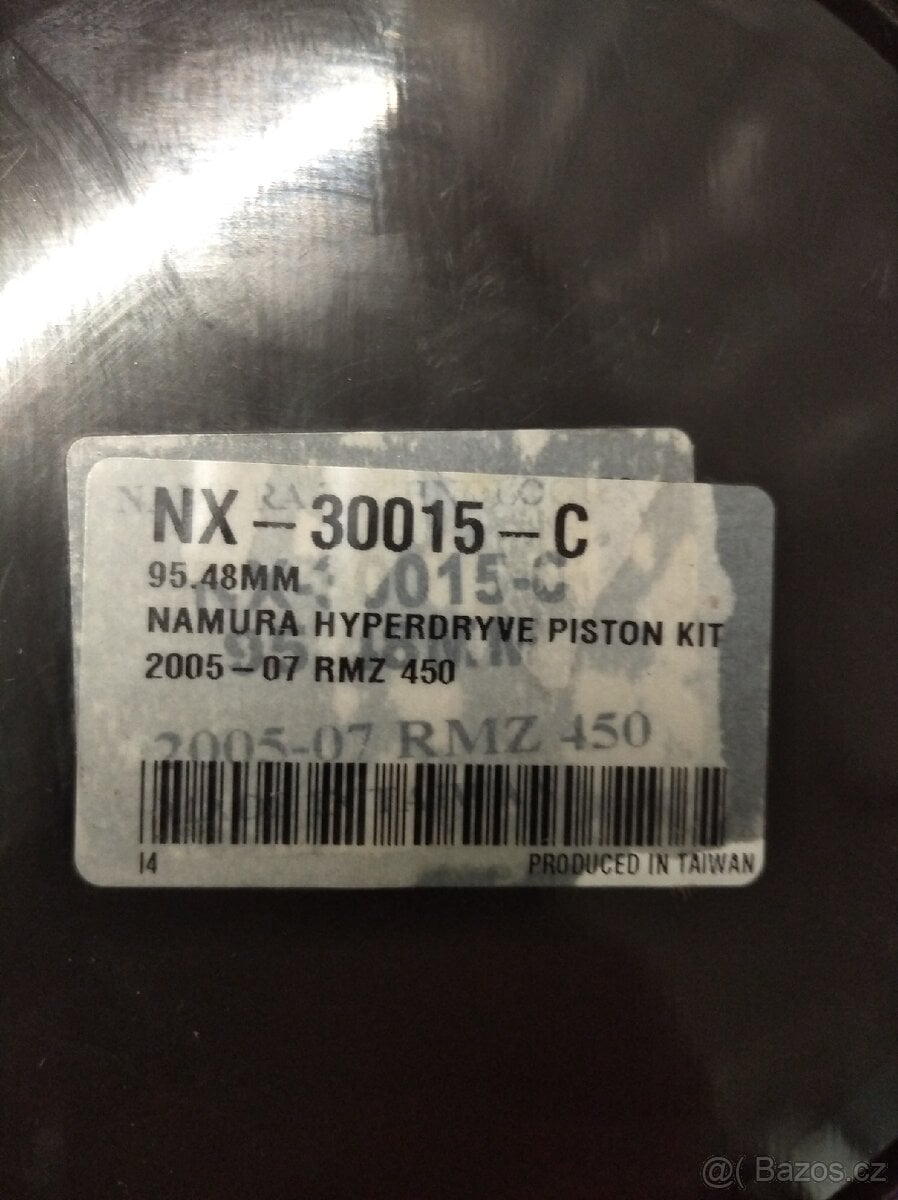 NX-30015-C
95.48MM
NAMURA HYPERDRYVE PISTON KIT
2005-07 RMZ 450
2005-07 RMZ 450
I4
PRODUCED IN TAIWAN
@( Bazos.cz